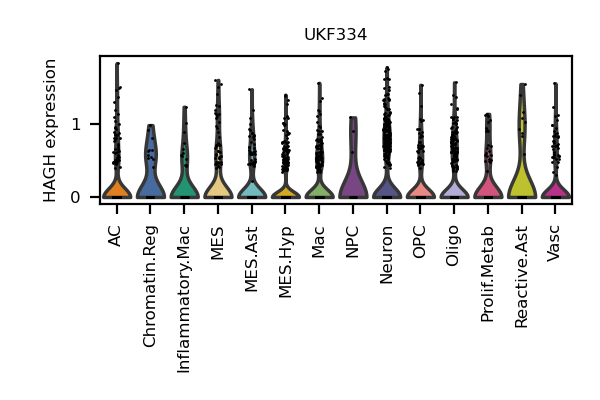 UKF334
HAGH expression
1
0
AC
Chromatin.Reg
Inflammatory.Mac
MES
MES.Ast
MES.Hyp
Mac
NPC
Neuron
OPC
Oligo
Prolif.Metab
Reactive.Ast
Vasc